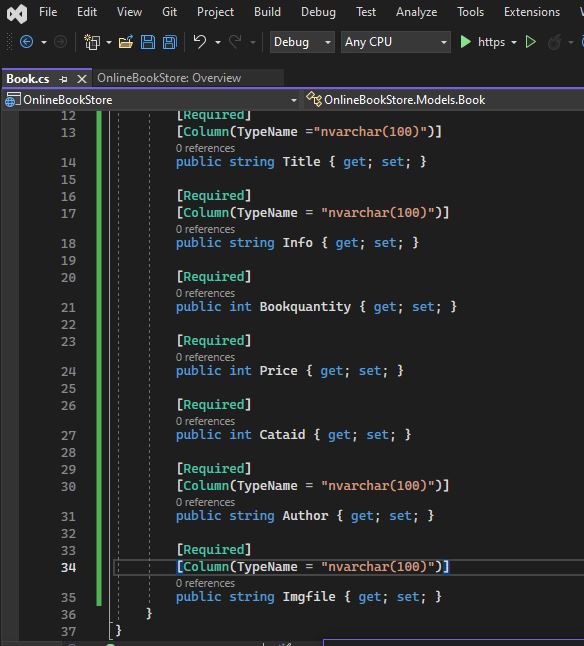 File Edit View Git Project Build Debug Test Analyze Tools Extensions
Debug Any CPU https
Book.cs OnlineBookStore: Overview
OnlineBookStore OnlineBookStore.Models.Book
12 [Required]
13 [Column(TypeName ="nvarchar(100)")]
0 references
14 public string Title { get; set; }
15
16 [Required]
17 [Column(TypeName = "nvarchar(100)")]
0 references
18 public string Info { get; set; }
19
20 [Required]
0 references
21 public int Bookquantity { get; set; }
22
23 [Required]
0 references
24 public int Price { get; set; }
25
26 [Required]
0 references
27 public int Cataid { get; set; }
28
29 [Required]
30 [Column(TypeName = "nvarchar(100)")]
0 references
31 public string Author { get; set; }
32
33 [Required]
34 [Column(TypeName = "nvarchar(100)")]
0 references
35 public string Imgfile { get; set; }
36 }
37 }